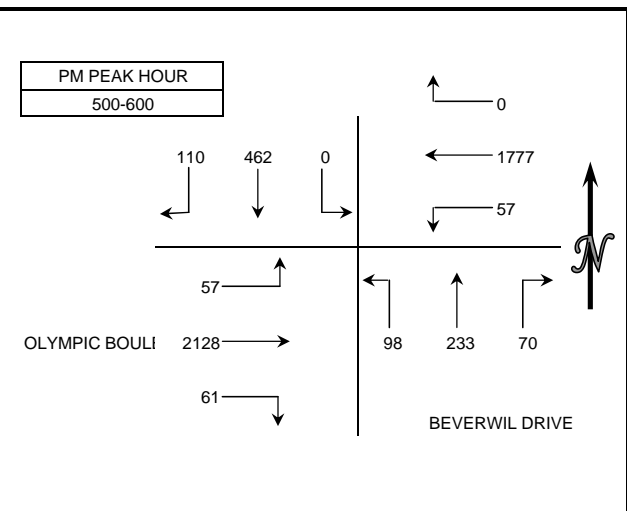 PM PEAK HOUR
500-600
0
110 462 0
1777
57
N
57
OLYMPIC BOULE 2128
98 233 70
61
BEVERWIL DRIVE